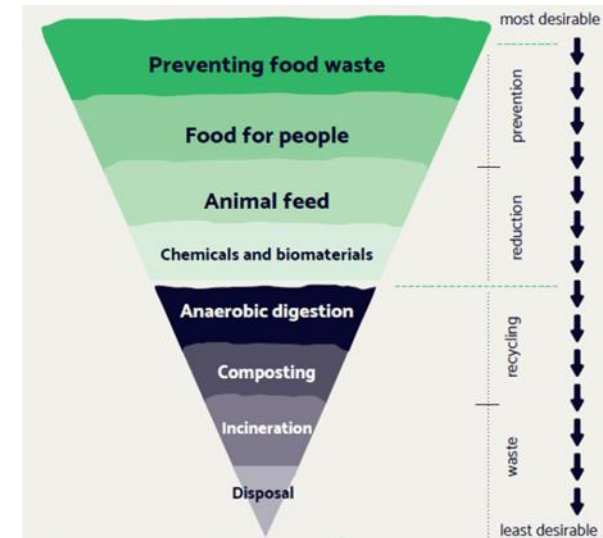 most desirable
Preventing food waste
Food for people
prevention
Animal feed
Chemicals and biomaterials
reduction
Anaerobic digestion
Composting
recycling
Incineration
Disposal
waste
least desirable